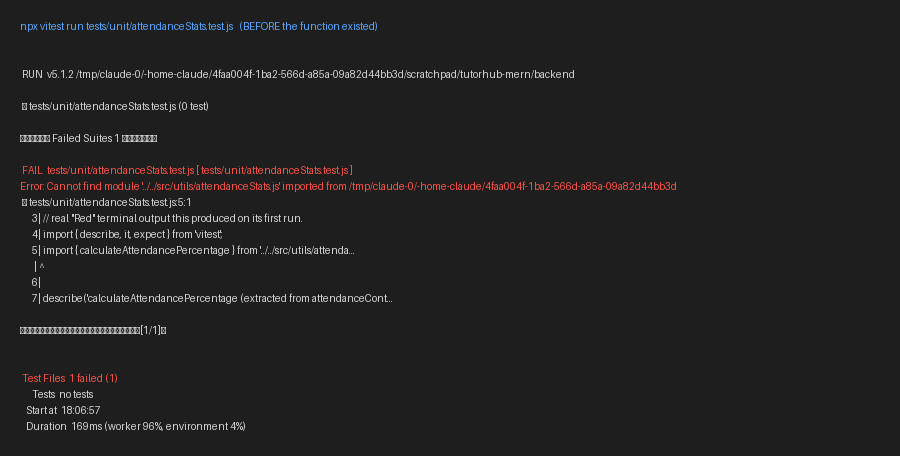 npx vitest run tests/unit/attendanceStats.test.js (BEFORE the function existed)
RUN v5.1.2 /tmp/claude-0/-home-claude/4faa004f-1ba2-566d-a85a-09a82d44bb3d/scratchpad/tutorhub-mern/backend
tests/unit/attendanceStats.test.js (0 test)
Failed Suites 1
FAIL tests/unit/attendanceStats.test.js [ tests/unit/attendanceStats.test.js ]
Error: Cannot find module '../../src/utils/attendanceStats.js' imported from /tmp/claude-0/-home-claude/4faa004f-1ba2-566d-a85a-09a82d44bb3d
tests/unit/attendanceStats.test.js:5:1
3| // real "Red" terminal output this produced on its first run.
4| import { describe, it, expect } from 'vitest';
5| import { calculateAttendancePercentage } from '../../src/utils/attenda...
| ^
6|
7| describe('calculateAttendancePercentage (extracted from attendanceCont...
[1/1]
Test Files 1 failed (1)
Tests no tests
Start at 18:06:57
Duration 169ms (worker 96%, environment 4%)